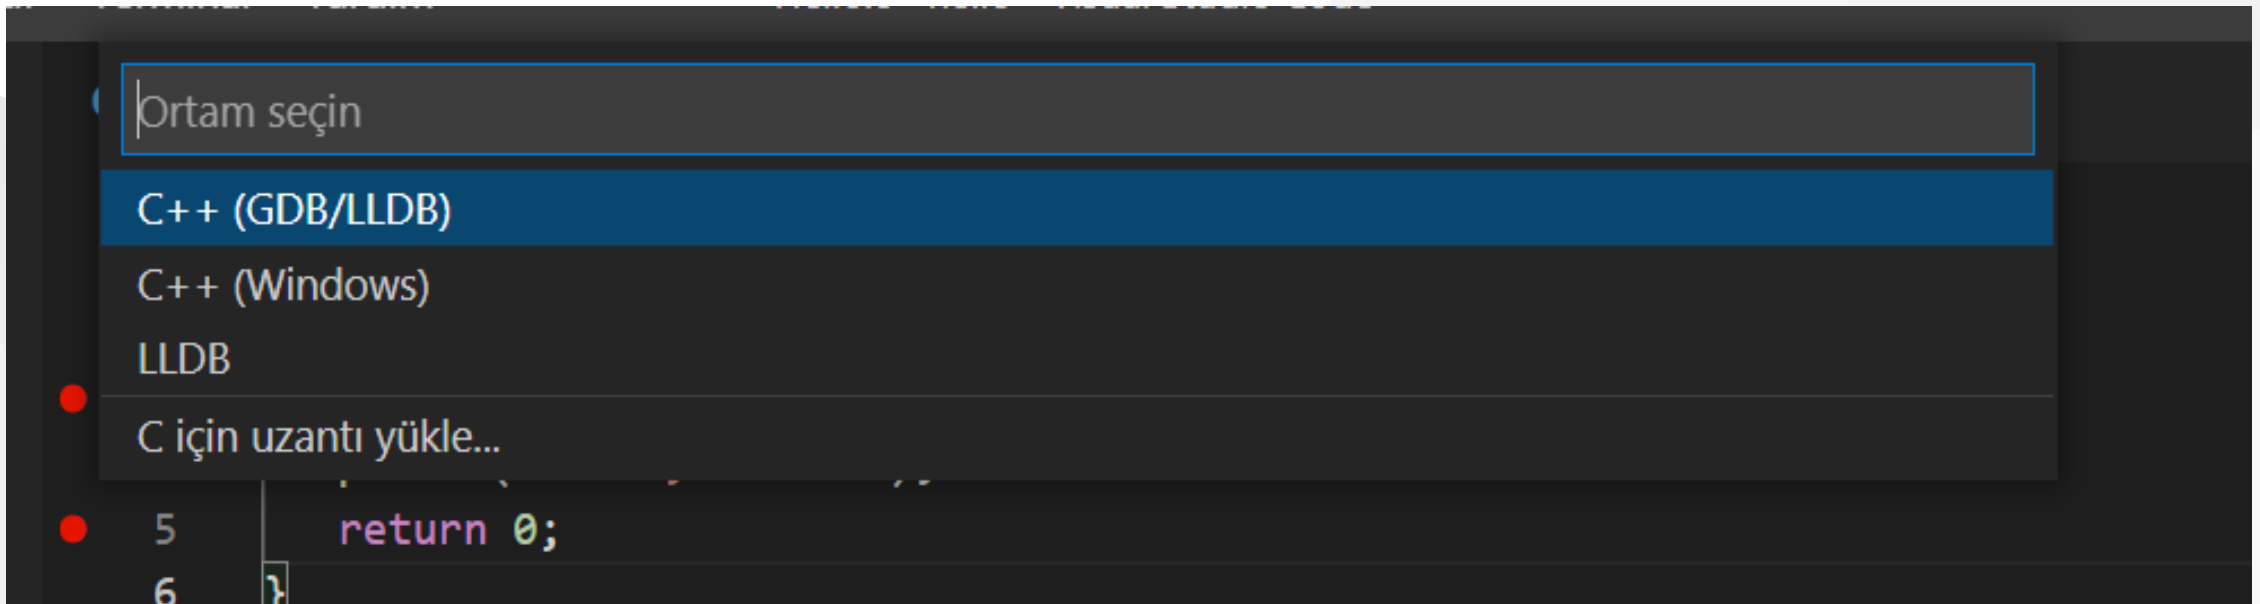 Ortam seçin
C++ (GDB/LLDB)
C++ (Windows)
LLDB
C için uzantı yükle...
5 return 0;
6 }